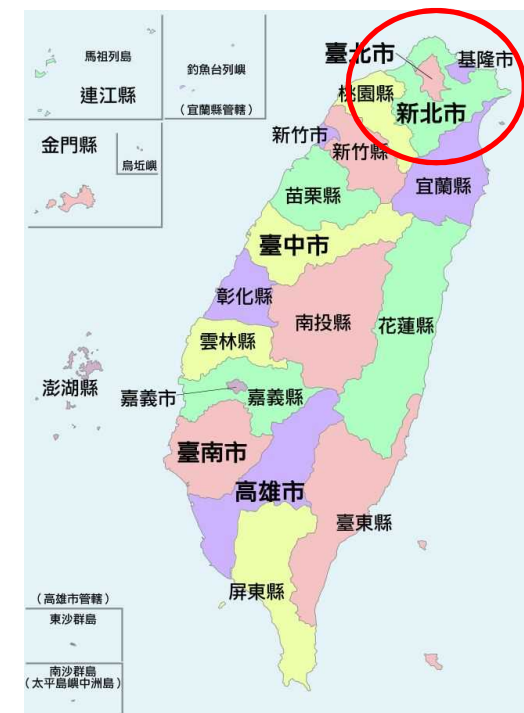 馬祖列島
連江縣
釣魚台列嶼
（宜蘭縣管轄）
臺北市
基隆市
桃園縣
新北市
金門縣
烏坵嶼
新竹市
新竹縣
宜蘭縣
苗栗縣
臺中市
彰化縣
南投縣
花蓮縣
雲林縣
澎湖縣
嘉義市
嘉義縣
臺南市
高雄市
臺東縣
屏東縣
（高雄市管轄）
東沙群島
南沙群島
（太平島嶼中洲島）